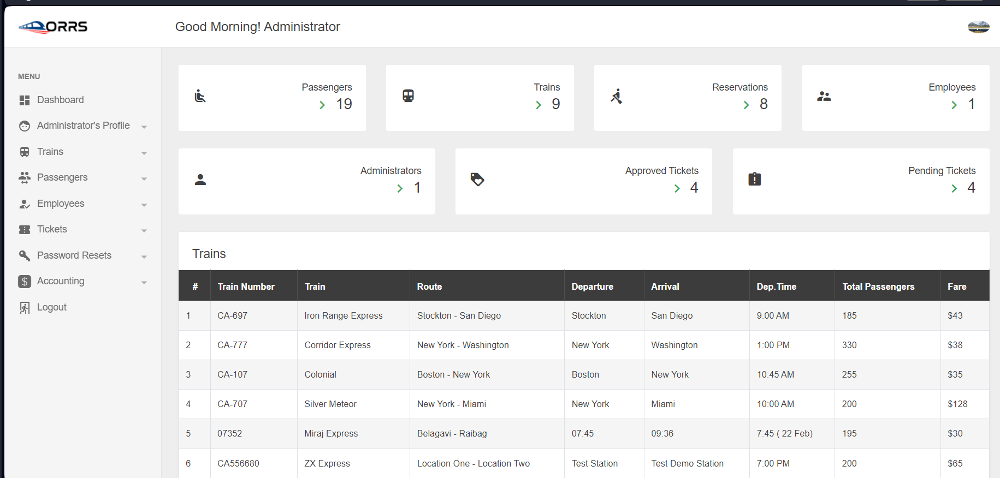 ORRS
Good Morning! Administrator
MENU
Dashboard
Administrator's Profile
Trains
Passengers
Employees
Tickets
Password Resets
$ Accounting
Logout
Passengers
19
Trains
9
Reservations
8
Employees
1
Administrators
1
Approved Tickets
4
Pending Tickets
4
Trains
# Train Number Train Route Departure Arrival Dep.Time Total Passengers Fare
1 CA-697 Iron Range Express Stockton - San Diego Stockton San Diego 9:00 AM 185 $43
2 CA-777 Corridor Express New York - Washington New York Washington 1:00 PM 330 $38
3 CA-107 Colonial Boston - New York Boston New York 10:45 AM 255 $35
4 CA-707 Silver Meteor New York - Miami New York Miami 10:00 AM 200 $128
5 07352 Miraj Express Belagavi - Raibag 07:45 09:36 7:45 ( 22 Feb) 195 $30
6 CA556680 ZX Express Location One - Location Two Test Station Test Demo Station 7:00 PM 200 $65